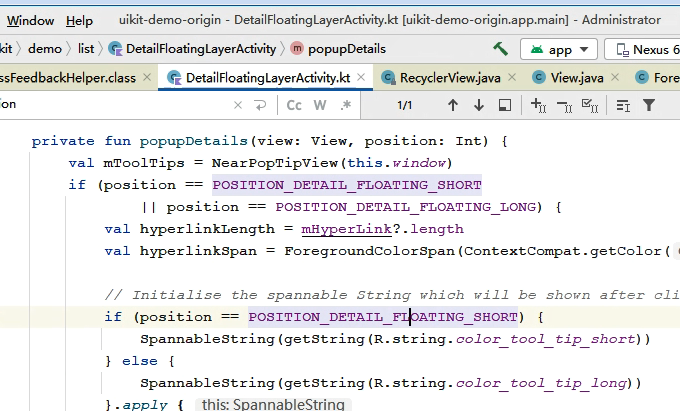 Window Help uikit-demo-origin - DetailFloatingLayerActivity.kt [uikit-demo-origin.app.main] - Administrator
kit demo list DetailFloatingLayerActivity popupDetails app Nexus 6
ssFeedbackHelper.class DetailFloatingLayerActivity.kt RecyclerView.java View.java Fore
on Cc W .* 1/1
private fun popupDetails(view: View, position: Int) {
val mToolTips = NearPopTipView(this.window)
if (position == POSITION_DETAIL_FLOATING_SHORT
|| position == POSITION_DETAIL_FLOATING_LONG) {
val hyperlinkLength = mHyperLink?.length
val hyperlinkSpan = ForegroundColorSpan(ContextCompat.getColor(
// Initialise the spannable String which will be shown after cli
if (position == POSITION_DETAIL_FLOATING_SHORT) {
SpannableString(getString(R.string.color_tool_tip_short))
} else {
SpannableString(getString(R.string.color_tool_tip_long))
}.apply { this: SpannableString